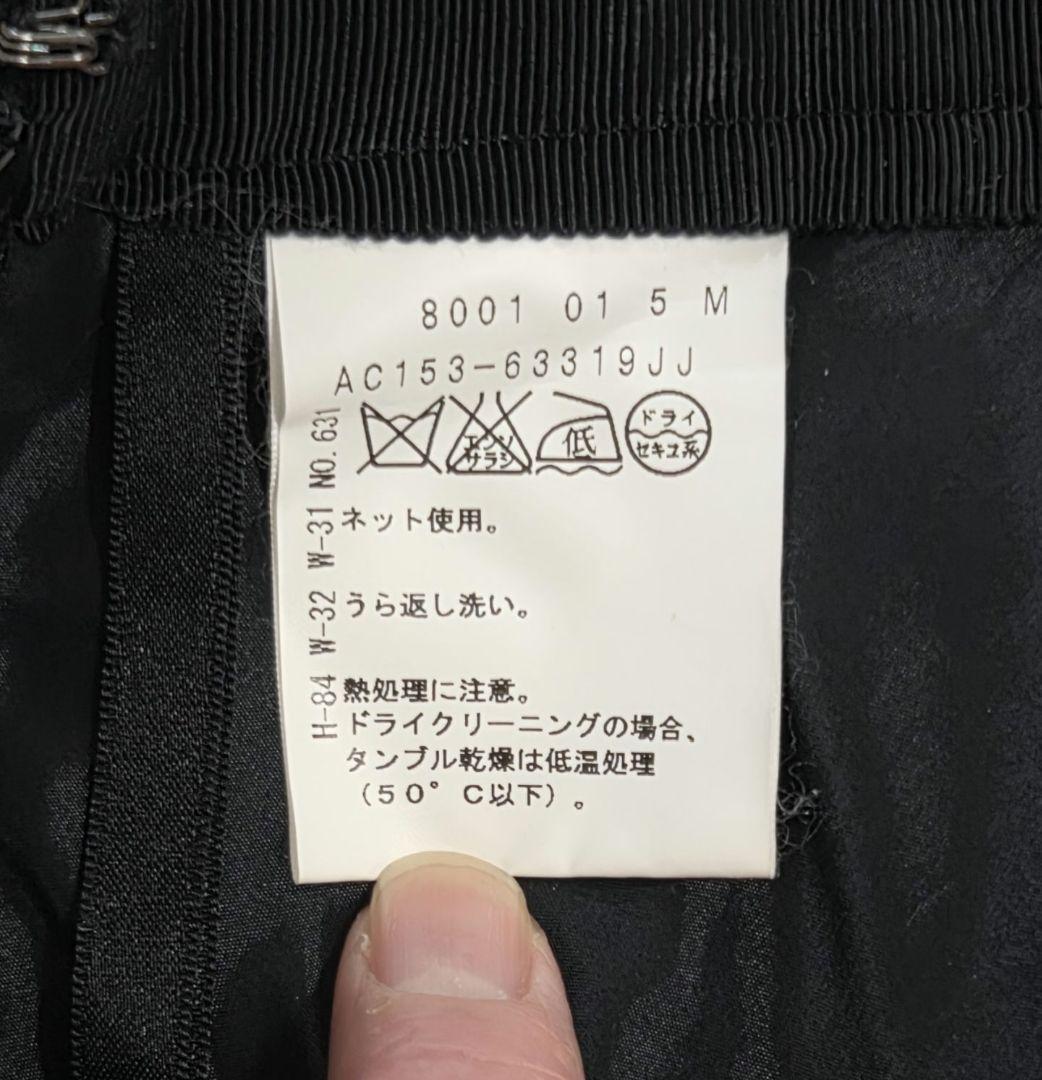 8001 01 5 M
AC153-63319JJ
エンソ
サラシ
低
ドライ
セキユ系
ネット使用。
うら返し洗い。
熱処理に注意。
ドライクリーニングの場合、
タンブル乾燥は低温処理
（50°C以下）。
H-84 W-32 W-31 NO.631